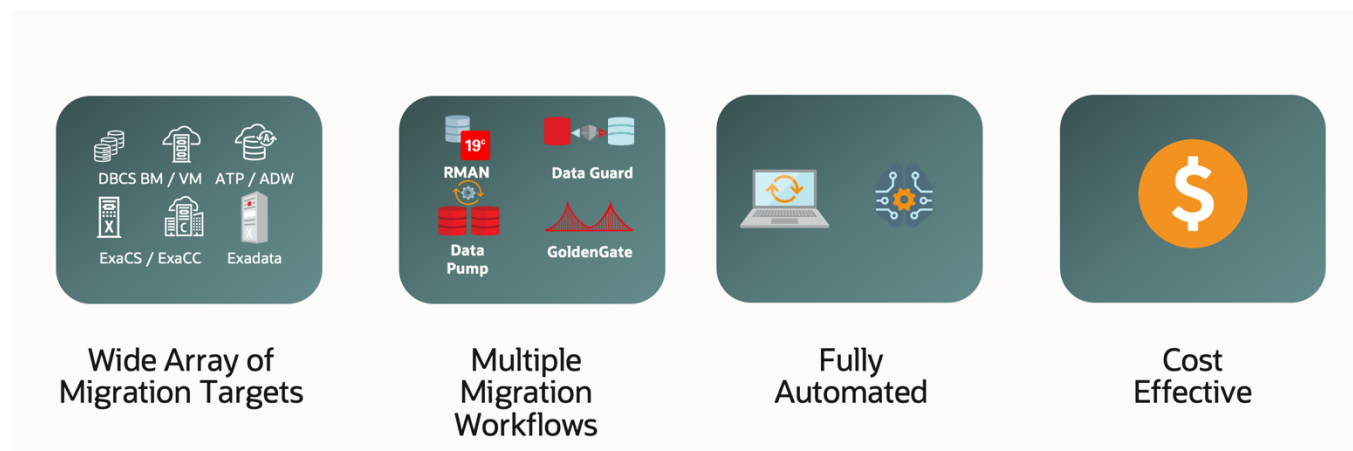 DBCS BM / VM
ATP / ADW
A
X
C
ExaCS / ExaCC
Exadata
Wide Array of
Migration Targets
19c
RMAN
Data Guard
Data
Pump
GoldenGate
Multiple
Migration
Workflows
Fully
Automated
$
Cost
Effective